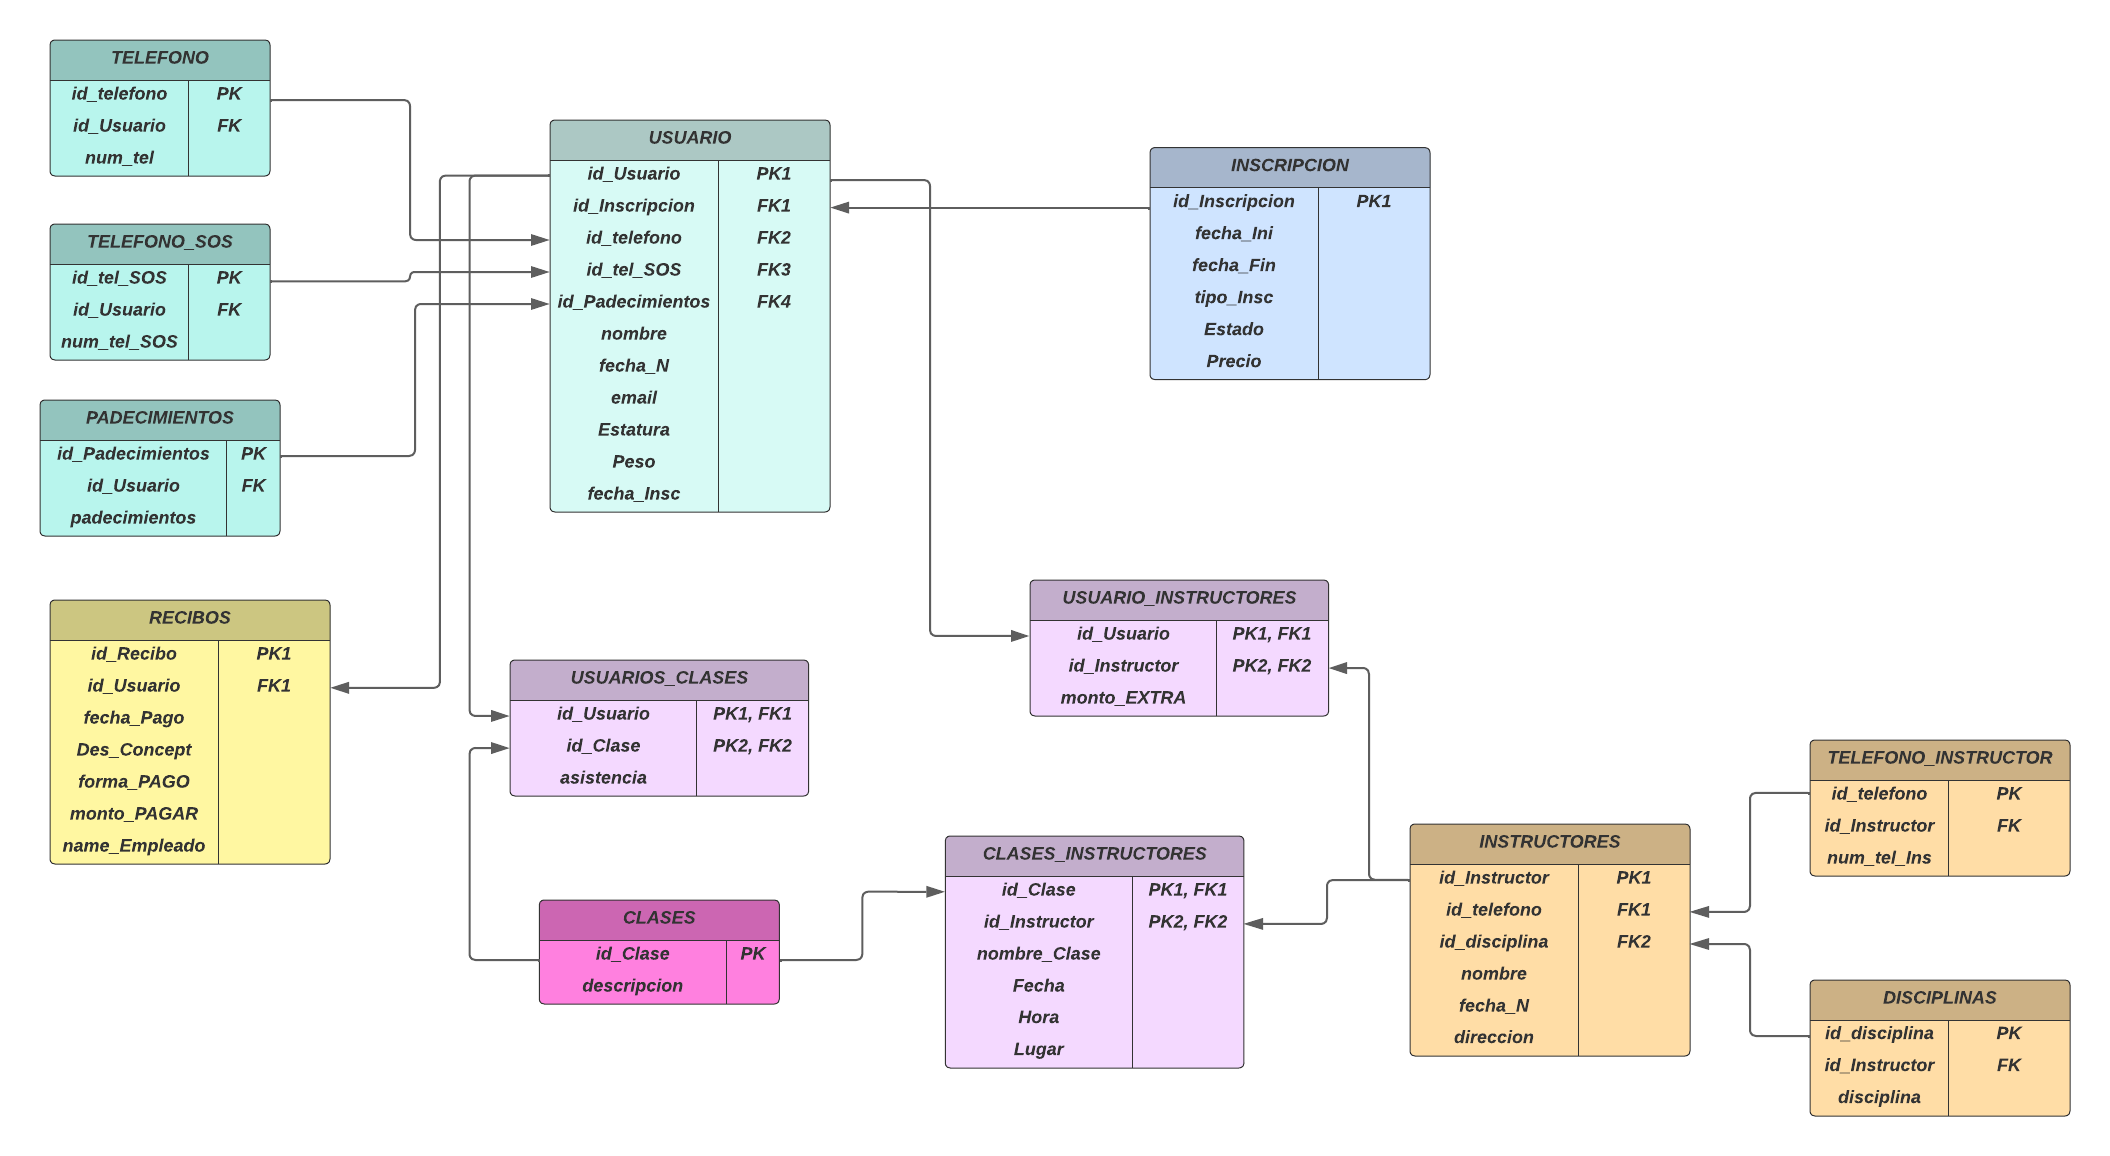 TELEFONO
id_telefono PK
id_Usuario FK
num_tel
TELEFONO_SOS
id_tel_SOS PK
id_Usuario FK
num_tel_SOS
PADECIMIENTOS
id_Padecimientos PK
id_Usuario FK
padecimientos
RECIBOS
id_Recibo PK1
id_Usuario FK1
fecha_Pago
Des_Concept
forma_PAGO
monto_PAGAR
name_Empleado
USUARIO
id_Usuario PK1
id_Inscripcion FK1
id_telefono FK2
id_tel_SOS FK3
id_Padecimientos FK4
nombre
fecha_N
email
Estatura
Peso
fecha_Insc
USUARIOS_CLASES
id_Usuario PK1, FK1
id_Clase PK2, FK2
asistencia
CLASES
id_Clase PK
descripcion
INSCRIPCION
id_Inscripcion PK1
fecha_Ini
fecha_Fin
tipo_Insc
Estado
Precio
USUARIO_INSTRUCTORES
id_Usuario PK1, FK1
id_Instructor PK2, FK2
monto_EXTRA
CLASES_INSTRUCTORES
id_Clase PK1, FK1
id_Instructor PK2, FK2
nombre_Clase
Fecha
Hora
Lugar
INSTRUCTORES
id_Instructor PK1
id_telefono FK1
id_disciplina FK2
nombre
fecha_N
direccion
TELEFONO_INSTRUCTOR
id_telefono PK
id_Instructor FK
num_tel_Ins
DISCIPLINAS
id_disciplina PK
id_Instructor FK
disciplina